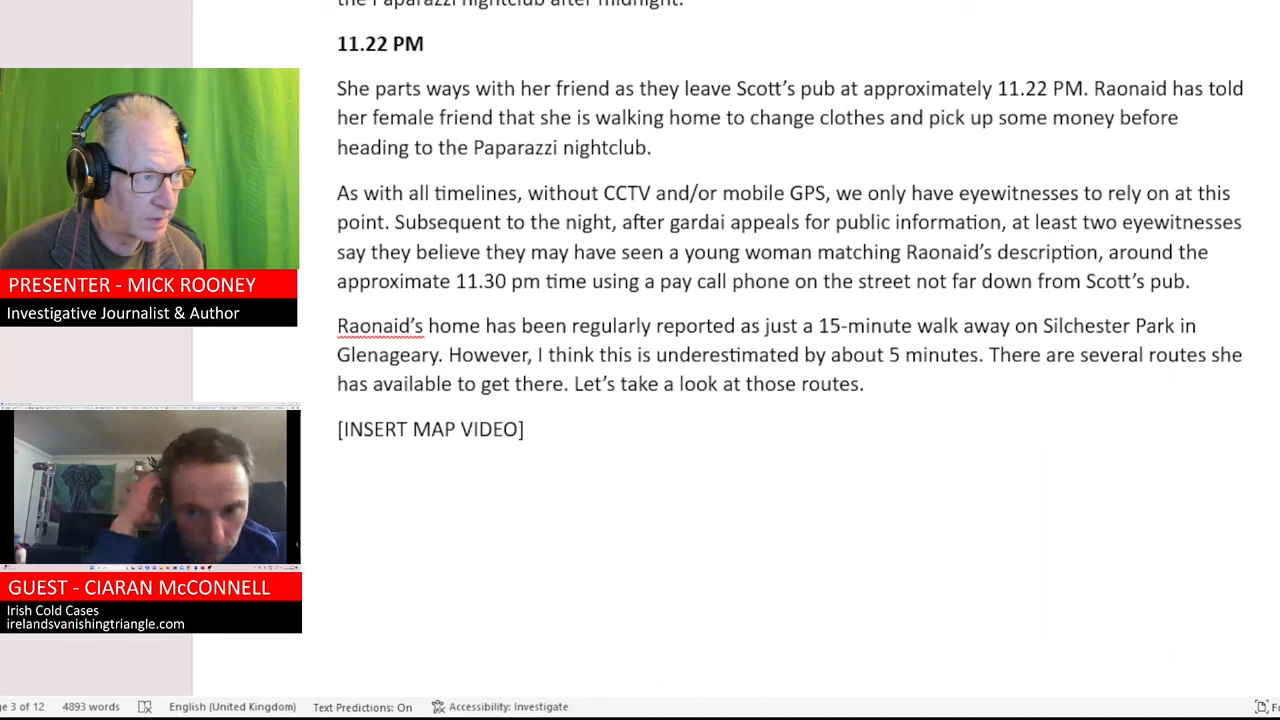 the Paparazzi nightclub after midnight.
11.22 PM
She parts ways with her friend as they leave Scott’s pub at approximately 11.22 PM. Raonaid has told
her female friend that she is walking home to change clothes and pick up some money before
heading to the Paparazzi nightclub.
As with all timelines, without CCTV and/or mobile GPS, we only have eyewitnesses to rely on at this
point. Subsequent to the night, after gardai appeals for public information, at least two eyewitnesses
say they believe they may have seen a young woman matching Raonaid’s description, around the
approximate 11.30 pm time using a pay call phone on the street not far down from Scott’s pub.
Raonaid’s home has been regularly reported as just a 15-minute walk away on Silchester Park in
Glenageary. However, I think this is underestimated by about 5 minutes. There are several routes she
has available to get there. Let’s take a look at those routes.
[INSERT MAP VIDEO]
PRESENTER - MICK ROONEY
Investigative Journalist & Author
GUEST - CIARAN McCONNELL
Irish Cold Cases
irelandsvanishingtriangle.com
ge 3 of 12 4893 words English (United Kingdom) Text Predictions: On Accessibility: Investigate Fo